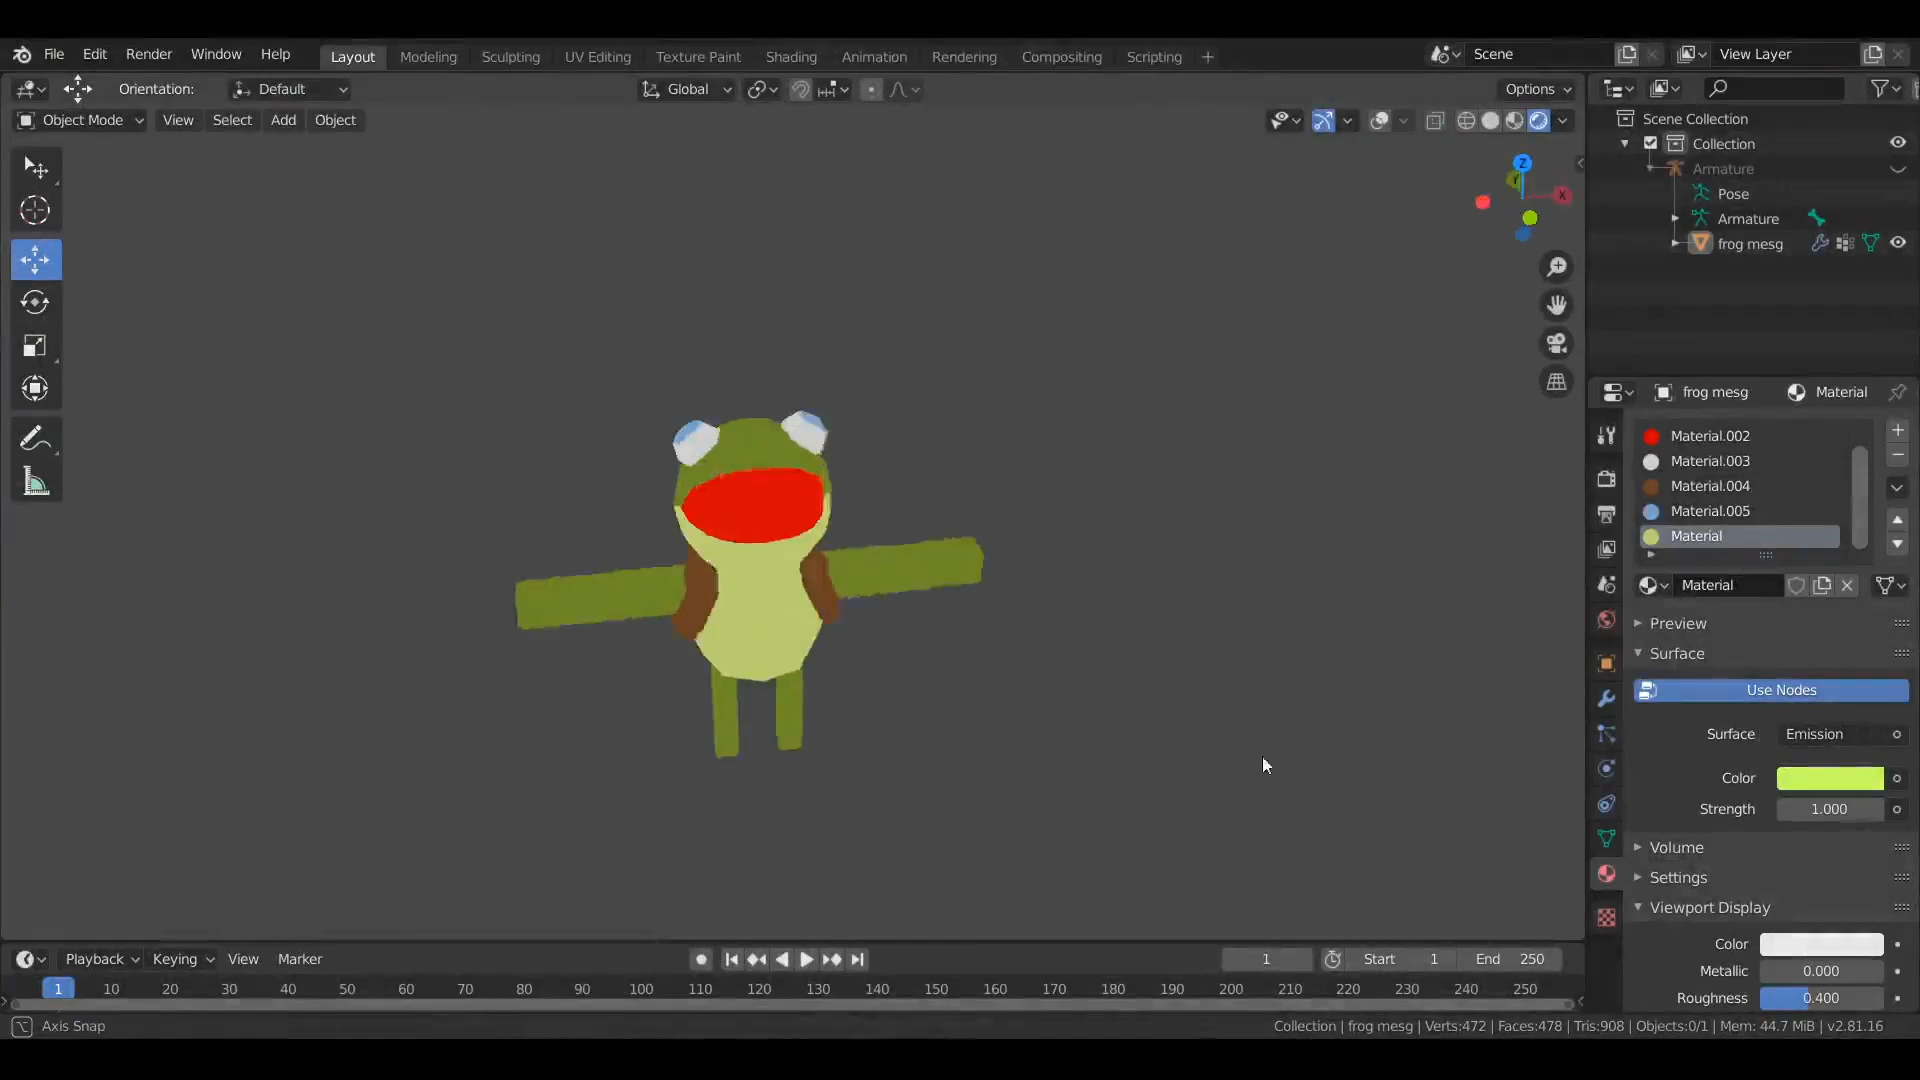 File Edit Render Window Help Layout Modeling Sculpting UV Editing Texture Paint Shading Animation Rendering Compositing Scripting + Scene View Layer
Orientation: Default Global Options
Object Mode View Select Add Object
Z
Y
X
Scene Collection
Collection
Armature
Pose
Armature
frog mesg
frog mesg Material
Material.002
Material.003
Material.004
Material.005
Material
Material
Preview
Surface
Use Nodes
Surface Emission
Color
Strength 1.000
Volume
Settings
Viewport Display
Color
Metallic 0.000
Roughness 0.400
Playback Keying View Marker 1 Start 1 End 250
1 10 20 30 40 50 60 70 80 90 100 110 120 130 140 150 160 170 180 190 200 210 220 230 240 250
Axis Snap Collection | frog mesg | Verts:472 | Faces:478 | Tris:908 | Objects:0/1 | Mem: 44.7 MiB | v2.81.16